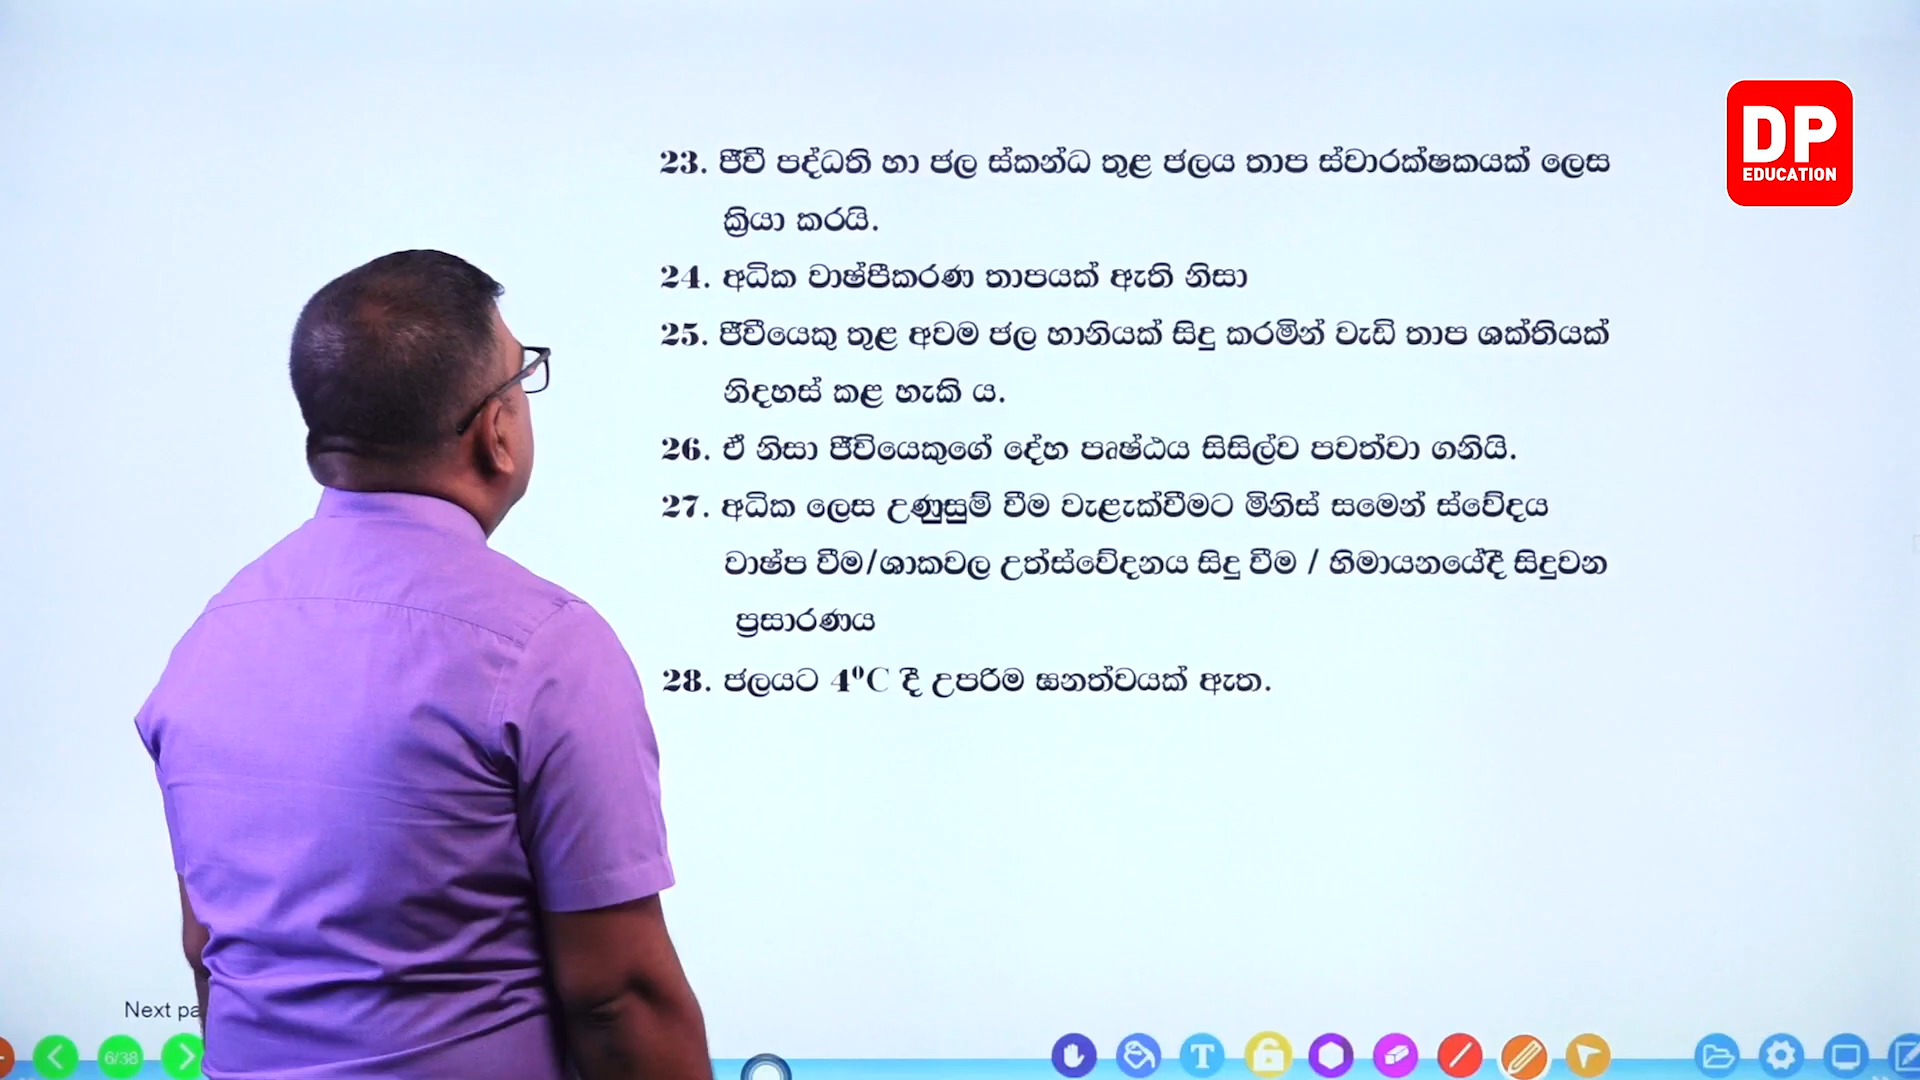 DP
EDUCATION
23. ජීවී පද්ධති හා ජල ස්කන්ධ තුළ ජලය තාප ස්වාරක්ෂකයක් ලෙස
ක්‍රියා කරයි.
24. අධික වාෂ්පීකරණ තාපයක් ඇති නිසා
25. ජීවීයෙකු තුළ අවම ජල හානියක් සිදු කරමින් වැඩි තාප ශක්තියක්
නිදහස් කළ හැකි ය.
26. ඒ නිසා ජීවියෙකුගේ දේහ පෘෂ්ඨය සිසිල්ව පවත්වා ගනියි.
27. අධික ලෙස උණුසුම් වීම වැළැක්වීමට මිනිස් සමෙන් ස්වේදය
වාෂ්ප වීම/ශාකවල උත්ස්වේදනය සිදු වීම / හිමායනයේදී සිදුවන
ප්‍රසාරණය
28. ජලයට 4⁰C දී උපරිම ඝනත්වයක් ඇත.
Next
6/38